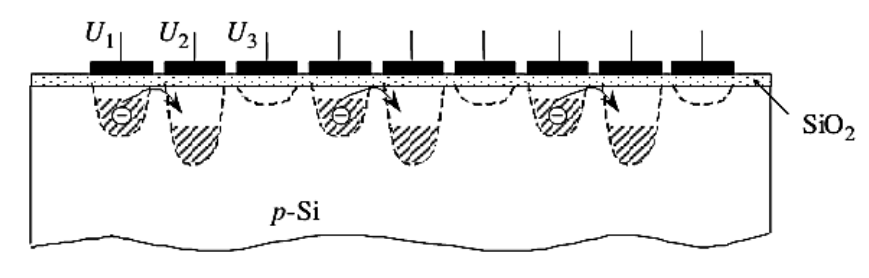 U₁ U₂ U₃
SiO₂
p-Si